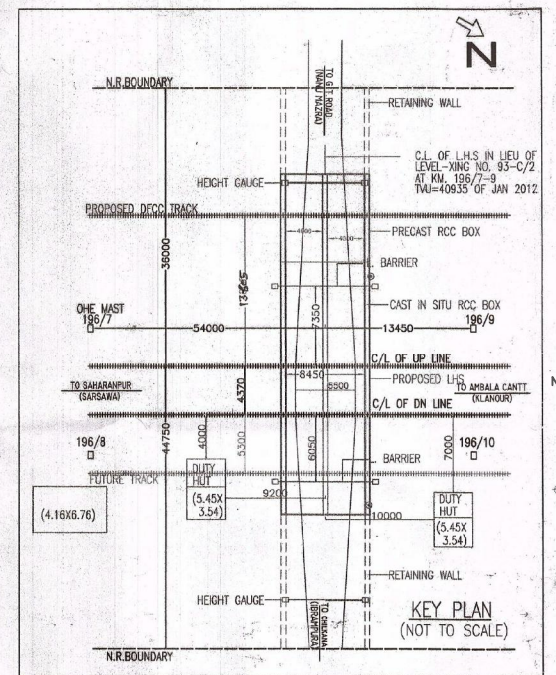 N
N.R.BOUNDARY
TO G.T. ROAD
(NANU MAZRA)
RETAINING WALL
C.L. OF L.H.S IN LIEU OF
LEVEL-XING NO. 93-C/2
AT KM. 196/7-9
TVU=40935 OF JAN 2012
HEIGHT GAUGE
PROPOSED DFCC TRACK
4000
4000
PRECAST RCC BOX
36000
BARRIER
7350
CAST IN SITU RCC BOX
OHE MAST
196/7
54000
13450
196/9
C/L OF UP LINE
8450
PROPOSED LHS
5500
TO SAHARANPUR
(SARSAWA)
4370
TO AMBALA CANTT
(KLANOUR)
N
C/L OF DN LINE
44750
4000
5300
6050
7000
196/8
196/10
BARRIER
FUTURE TRACK
DUTY
HUT
(5.45X
3.54)
9200
(4.16X6.76)
10000
DUTY
HUT
(5.45X
3.54)
RETAINING WALL
HEIGHT GAUGE
TO CHILKANA
(IBRAHMPURA)
KEY PLAN
(NOT TO SCALE)
N.R.BOUNDARY